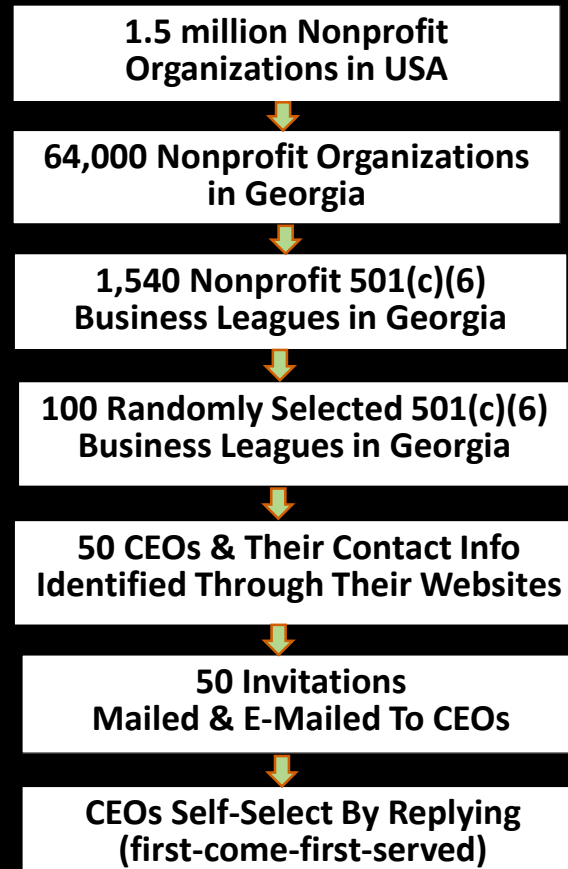 1.5 million Nonprofit
Organizations in USA
64,000 Nonprofit Organizations
in Georgia
1,540 Nonprofit 501(c)(6)
Business Leagues in Georgia
100 Randomly Selected 501(c)(6)
Business Leagues in Georgia
50 CEOs & Their Contact Info
Identified Through Their Websites
50 Invitations
Mailed & E-Mailed To CEOs
CEOs Self-Select By Replying
(first-come-first-served)